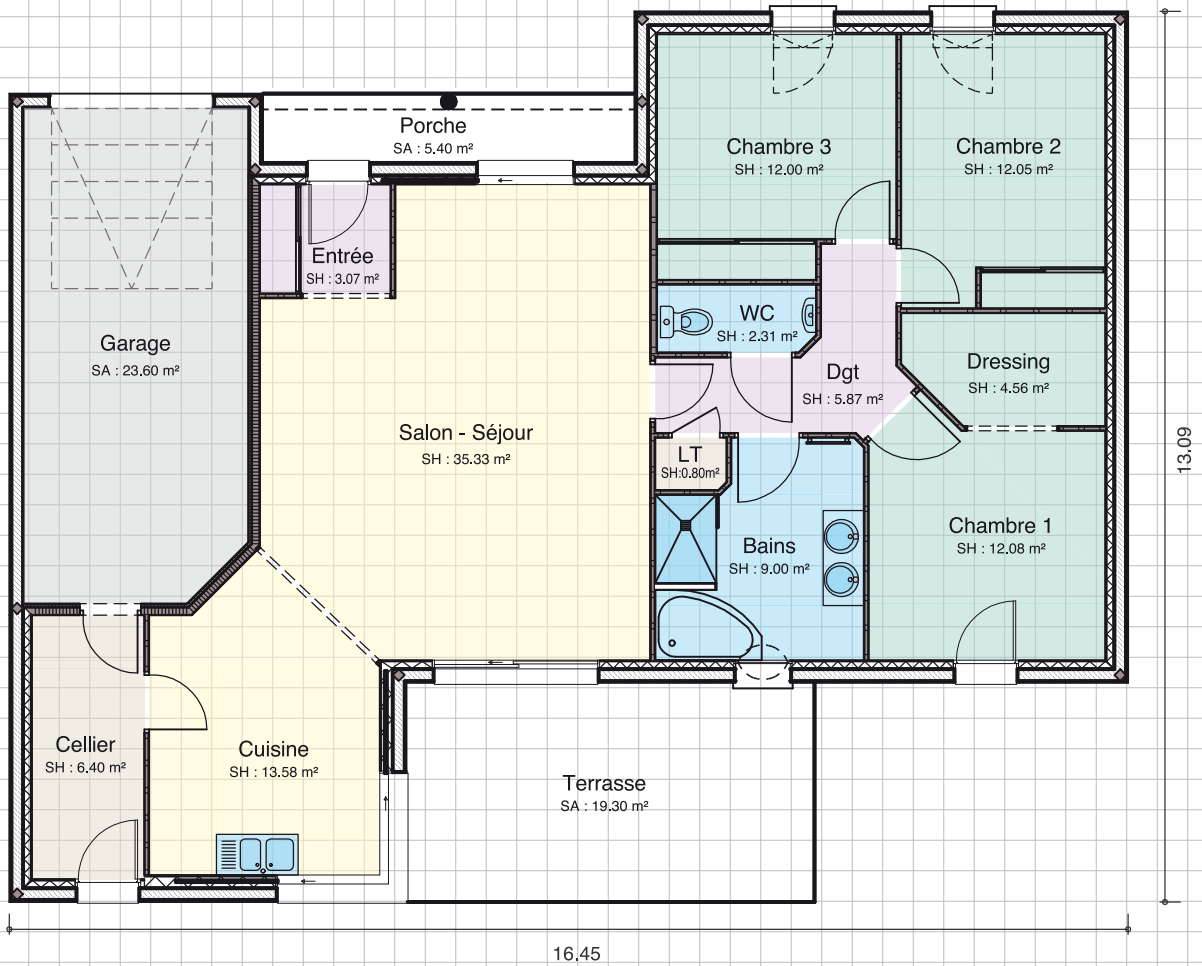 Porche
SA : 5.40 m²
Chambre 3
SH : 12.00 m²
Chambre 2
SH : 12.05 m²
Entrée
SH : 3.07 m²
WC
SH : 2.31 m²
Garage
SA : 23.60 m²
Dgt
SH : 5.87 m²
Dressing
SH : 4.56 m²
Salon - Séjour
SH : 35.33 m²
LT
SH:0.80m²
13.09
Bains
SH : 9.00 m²
Chambre 1
SH : 12.08 m²
Cellier
SH : 6.40 m²
Cuisine
SH : 13.58 m²
Terrasse
SA : 19.30 m²
16.45